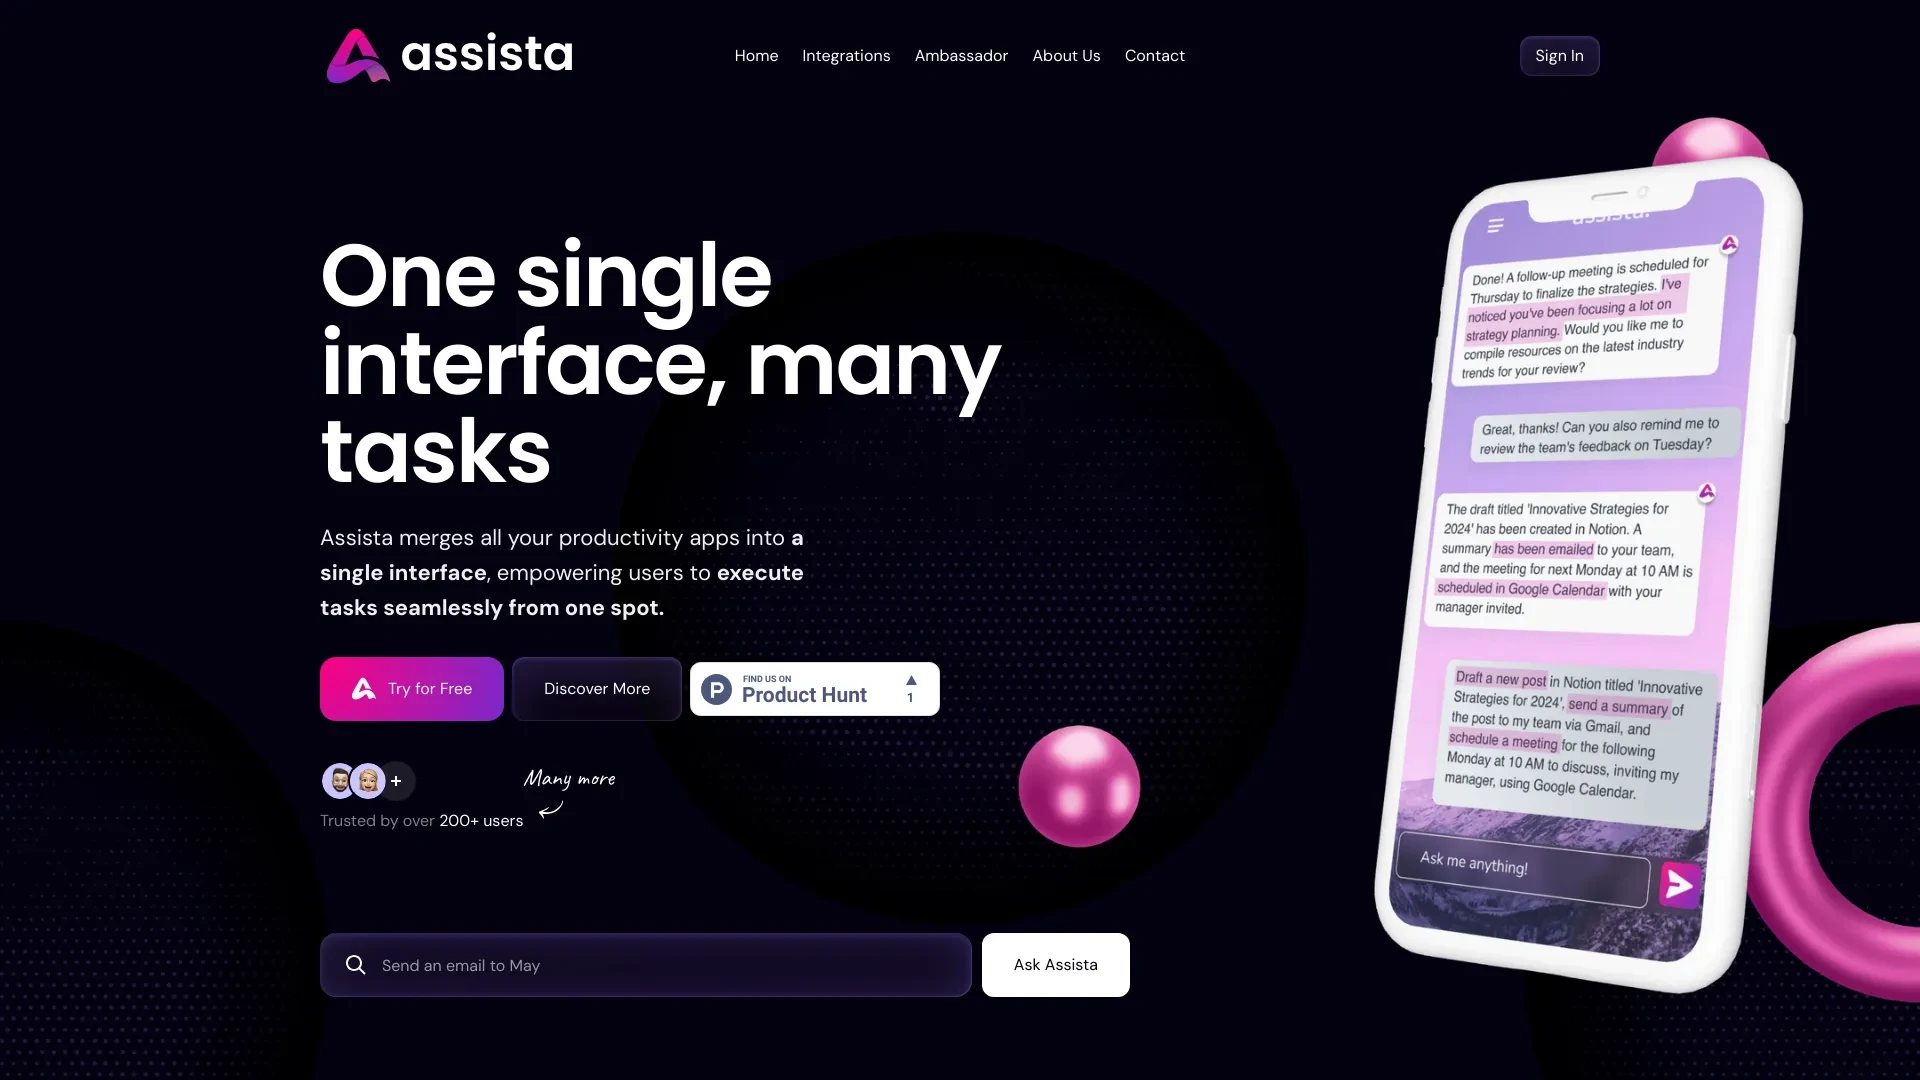 assista
Home
Integrations
Ambassador
About Us
Contact
Sign In
One single
interface, many
tasks
Assista merges all your productivity apps into a
single interface, empowering users to execute
tasks seamlessly from one spot.
Try for Free
Discover More
FIND US ON
Product Hunt
1
+
Many more
Trusted by over 200+ users
Send an email to May
Ask Assista
assista.
Done! A follow-up meeting is scheduled for
Thursday to finalize the strategies. I've
noticed you've been focusing a lot on
strategy planning. Would you like me to
compile resources on the latest industry
trends for your review?
Great, thanks! Can you also remind me to
review the team's feedback on Tuesday?
The draft titled 'Innovative Strategies for
2024' has been created in Notion. A
summary has been emailed to your team,
and the meeting for next Monday at 10 AM is
scheduled in Google Calendar with your
manager invited.
Draft a new post in Notion titled 'Innovative
Strategies for 2024', send a summary of
the post to my team via Gmail, and
schedule a meeting for the following
Monday at 10 AM to discuss, inviting my
manager, using Google Calendar.
Ask me anything!